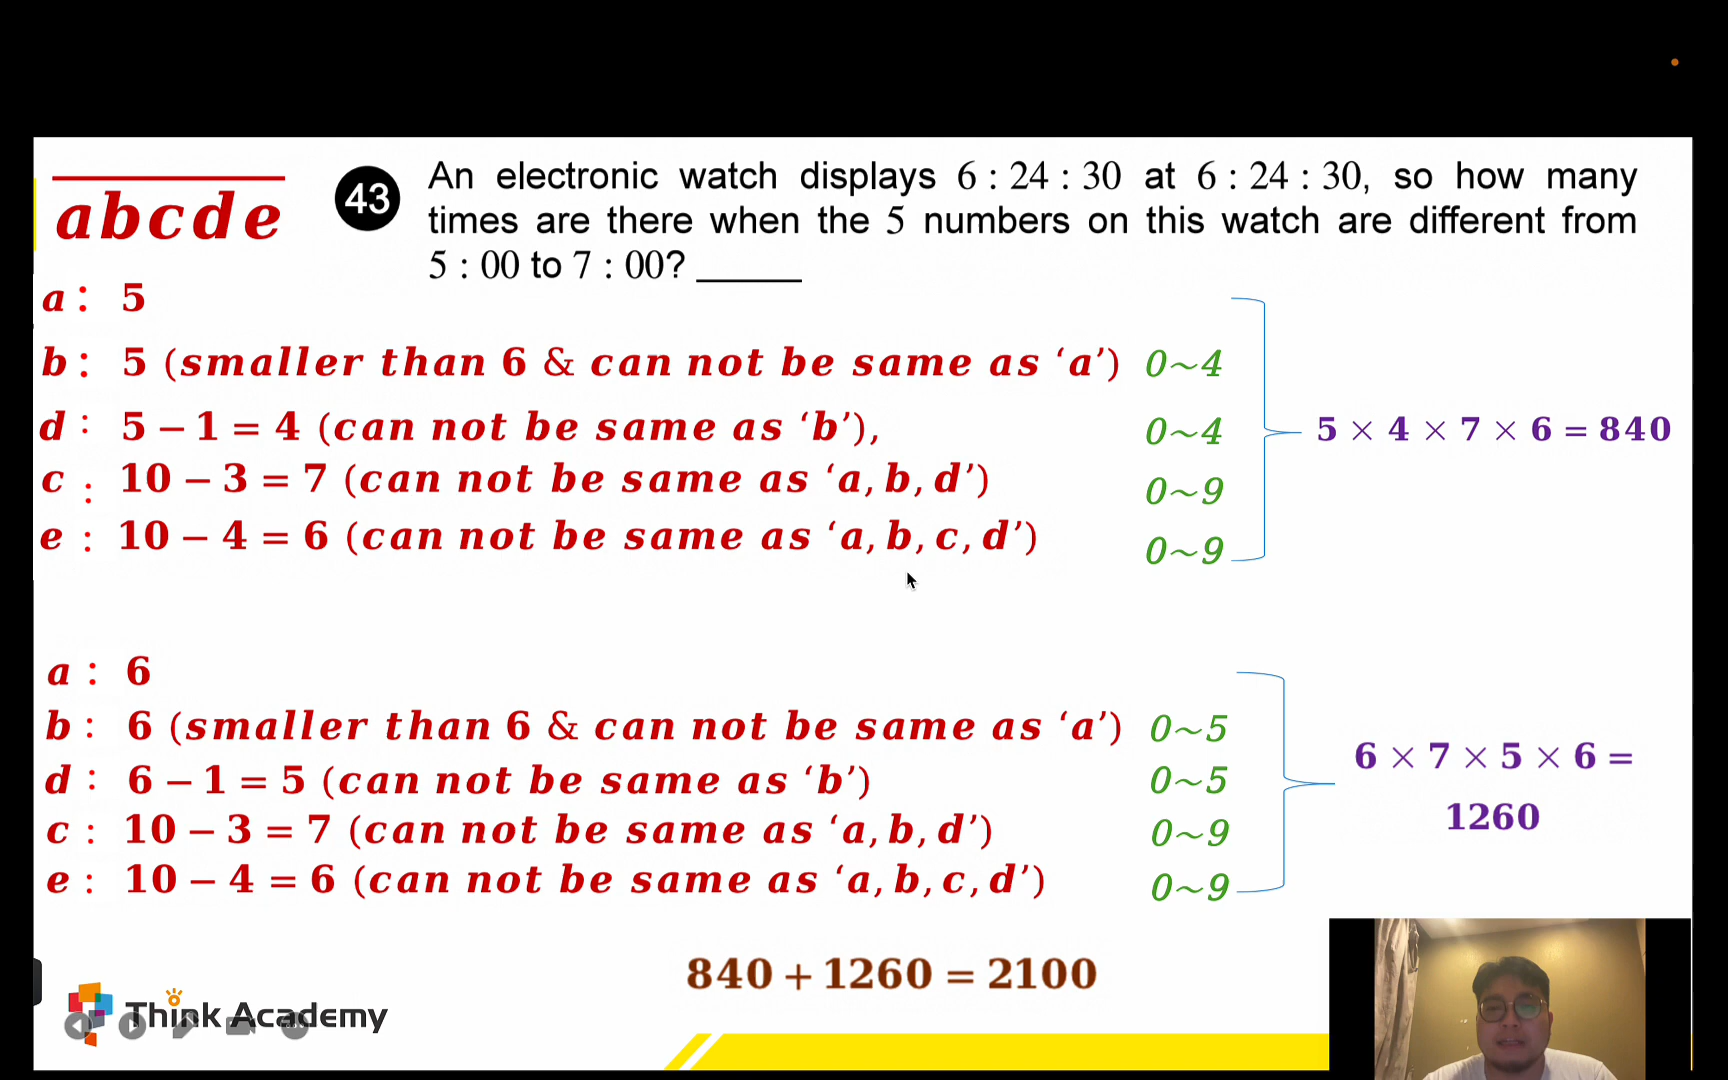 abcde
43
An electronic watch displays 6 : 24 : 30 at 6 : 24 : 30, so how many
times are there when the 5 numbers on this watch are different from
5 : 00 to 7 : 00? ______
a : 5
b : 5 (smaller than 6 & can not be same as ‘a’) 0~4
d : 5 − 1 = 4 (can not be same as ‘b’), 0~4
c : 10 − 3 = 7 (can not be same as ‘a, b, d’) 0~9
e : 10 − 4 = 6 (can not be same as ‘a, b, c, d’) 0~9
5 × 4 × 7 × 6 = 840
a : 6
b : 6 (smaller than 6 & can not be same as ‘a’) 0~5
d : 6 − 1 = 5 (can not be same as ‘b’) 0~5
c : 10 − 3 = 7 (can not be same as ‘a, b, d’) 0~9
e : 10 − 4 = 6 (can not be same as ‘a, b, c, d’) 0~9
6 × 7 × 5 × 6 =
1260
840 + 1260 = 2100
Think Academy